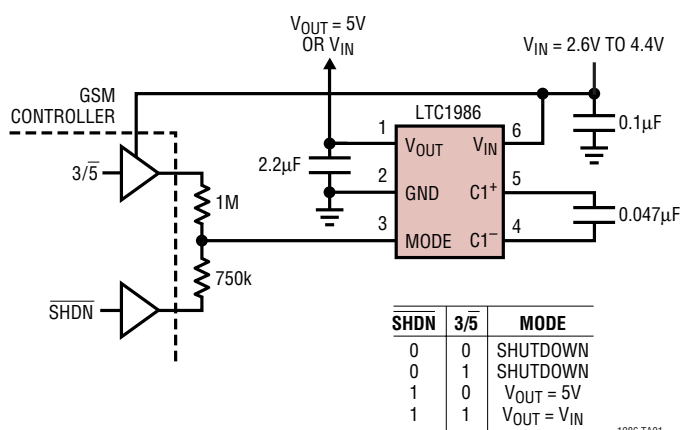 V_OUT = 5V
OR V_IN
V_IN = 2.6V TO 4.4V
GSM
CONTROLLER
LTC1986
1
V_OUT
V_IN
6
0.1µF
3/5̅
2.2µF
2
GND
C1⁺
5
1M
0.047µF
3
MODE
C1⁻
4
750k
S̅H̅D̅N̅
S̅H̅D̅N̅ 3/5̅ MODE
0 0 SHUTDOWN
0 1 SHUTDOWN
1 0 V_OUT = 5V
1 1 V_OUT = V_IN